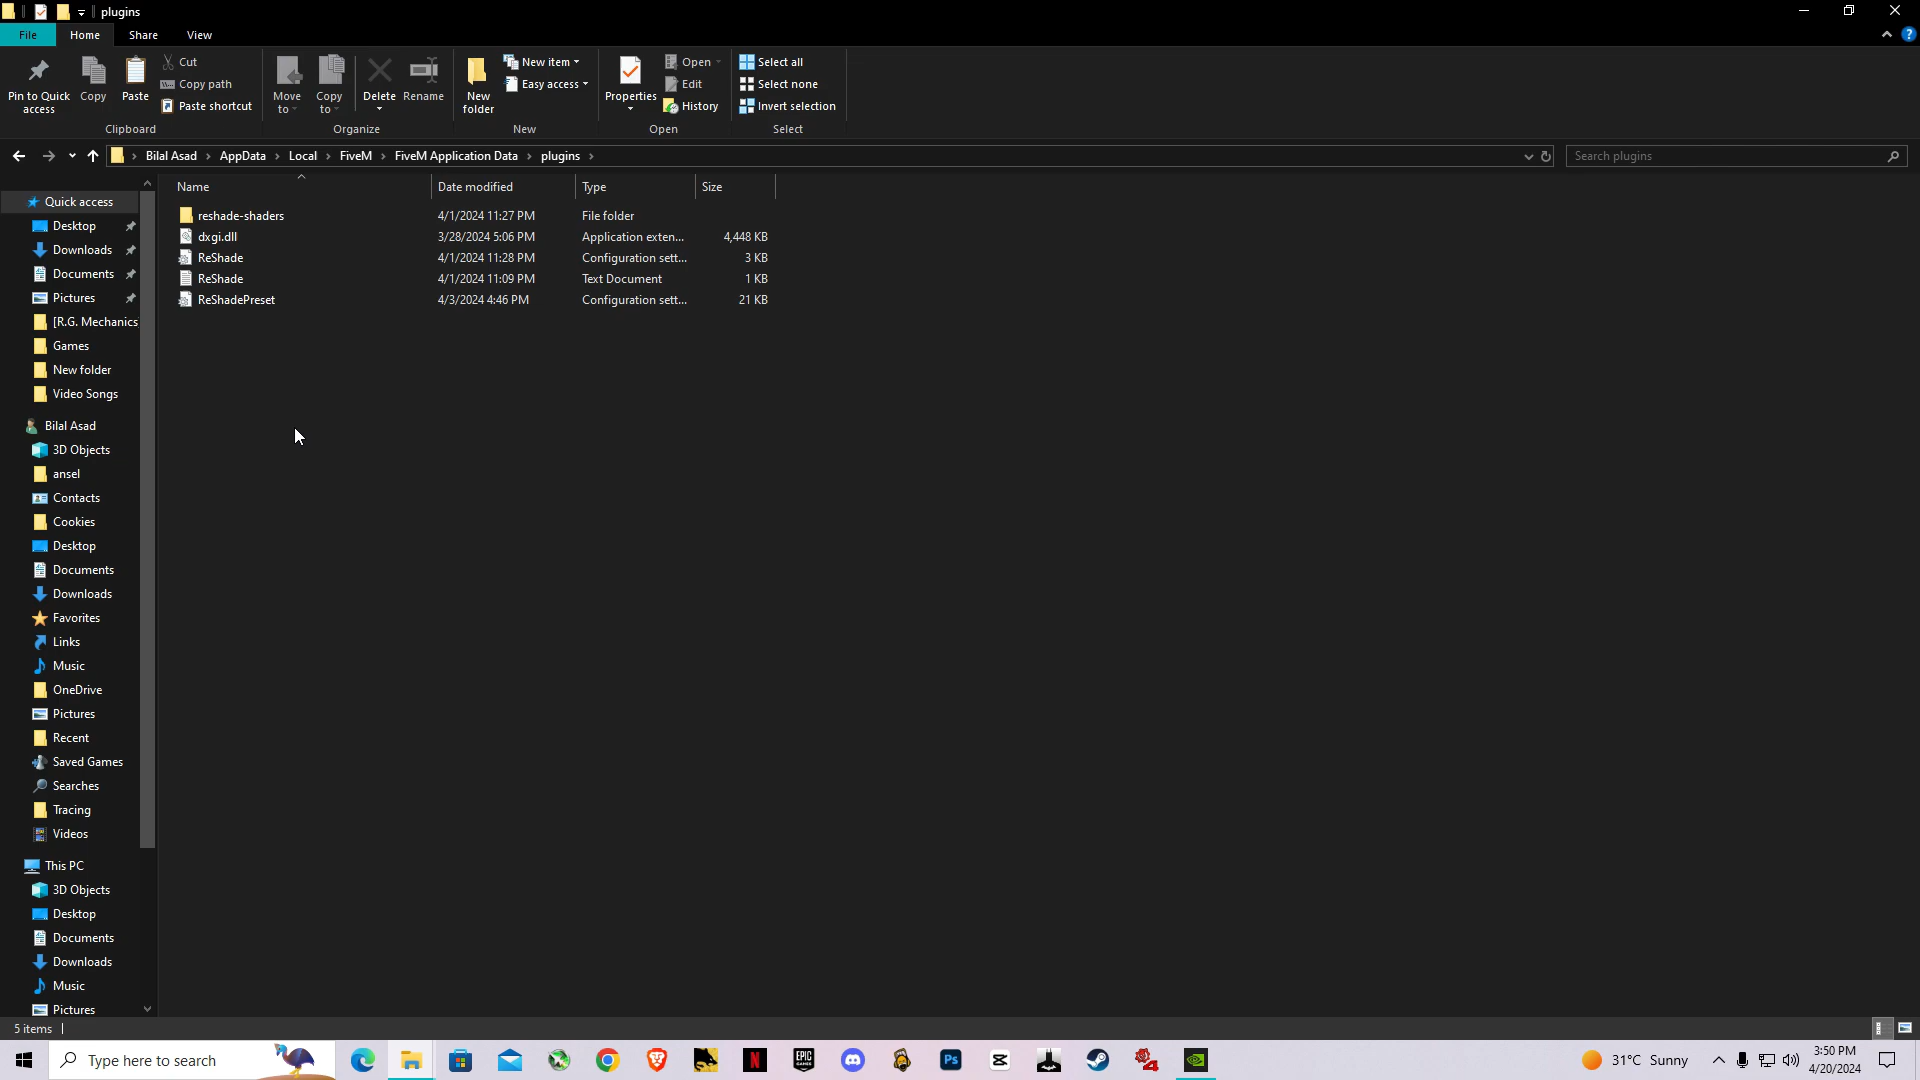 plugins
File Home Share View
Pin to Quick access
Copy
Paste
Cut
Copy path
Paste shortcut
Clipboard
Move to
Copy to
Delete
Rename
Organize
New folder
New item
Easy access
New
Properties
Open
Edit
History
Open
Select all
Select none
Invert selection
Select
Bilal Asad > AppData > Local > FiveM > FiveM Application Data > plugins >
Search plugins
Name Date modified Type Size
reshade-shaders 4/1/2024 11:27 PM File folder
dxgi.dll 3/28/2024 5:06 PM Application exten... 4,448 KB
ReShade 4/1/2024 11:28 PM Configuration sett... 3 KB
ReShade 4/1/2024 11:09 PM Text Document 1 KB
ReShadePreset 4/3/2024 4:46 PM Configuration sett... 21 KB
Quick access
Desktop
Downloads
Documents
Pictures
[R.G. Mechanics
Games
New folder
Video Songs
Bilal Asad
3D Objects
ansel
Contacts
Cookies
Desktop
Documents
Downloads
Favorites
Links
Music
OneDrive
Pictures
Recent
Saved Games
Searches
Tracing
Videos
This PC
3D Objects
Desktop
Documents
Downloads
Music
Pictures
5 items
Type here to search
N
EPIC GAMES
Ps
31°C Sunny
3:50 PM
4/20/2024